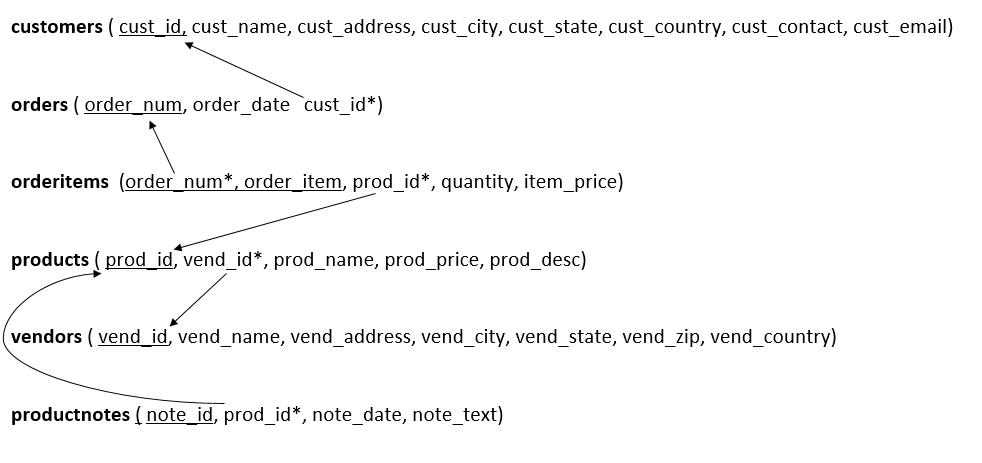 customers ( cust_id, cust_name, cust_address, cust_city, cust_state, cust_country, cust_contact, cust_email)
orders ( order_num, order_date cust_id*)
orderitems (order_num*, order_item, prod_id*, quantity, item_price)
products ( prod_id, vend_id*, prod_name, prod_price, prod_desc)
vendors ( vend_id, vend_name, vend_address, vend_city, vend_state, vend_zip, vend_country)
productnotes ( note_id, prod_id*, note_date, note_text)